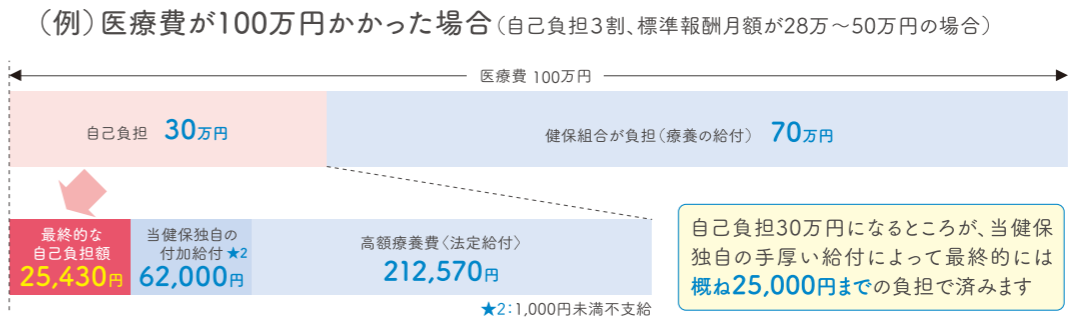 （例）医療費が100万円かかった場合（自己負担3割、標準報酬月額が28万～50万円の場合）
医療費 100万円
自己負担 30万円
健保組合が負担（療養の給付） 70万円
最終的な
自己負担額
25,430円
当健保独自の
付加給付★2
62,000円
高額療養費〈法定給付〉
212,570円
★2：1,000円未満不支給
自己負担30万円になるところが、当健保
独自の手厚い給付によって最終的には
概ね25,000円までの負担で済みます